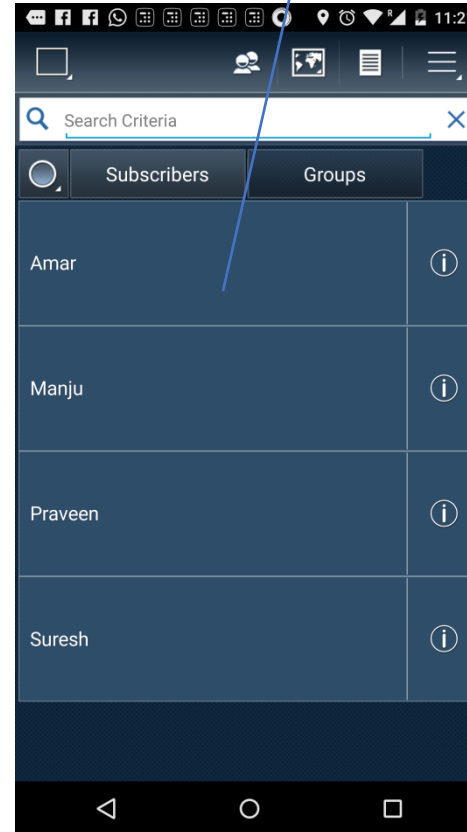 R 11:2
Search Criteria
Subscribers Groups
Amar
Manju
Praveen
Suresh